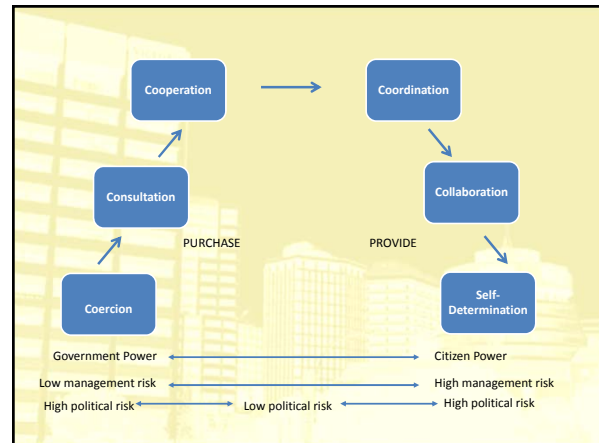 Cooperation
Coordination
Consultation
Collaboration
PURCHASE
PROVIDE
Coercion
Self-
Determination
Government Power
Citizen Power
Low management risk
High management risk
High political risk
Low political risk
High political risk